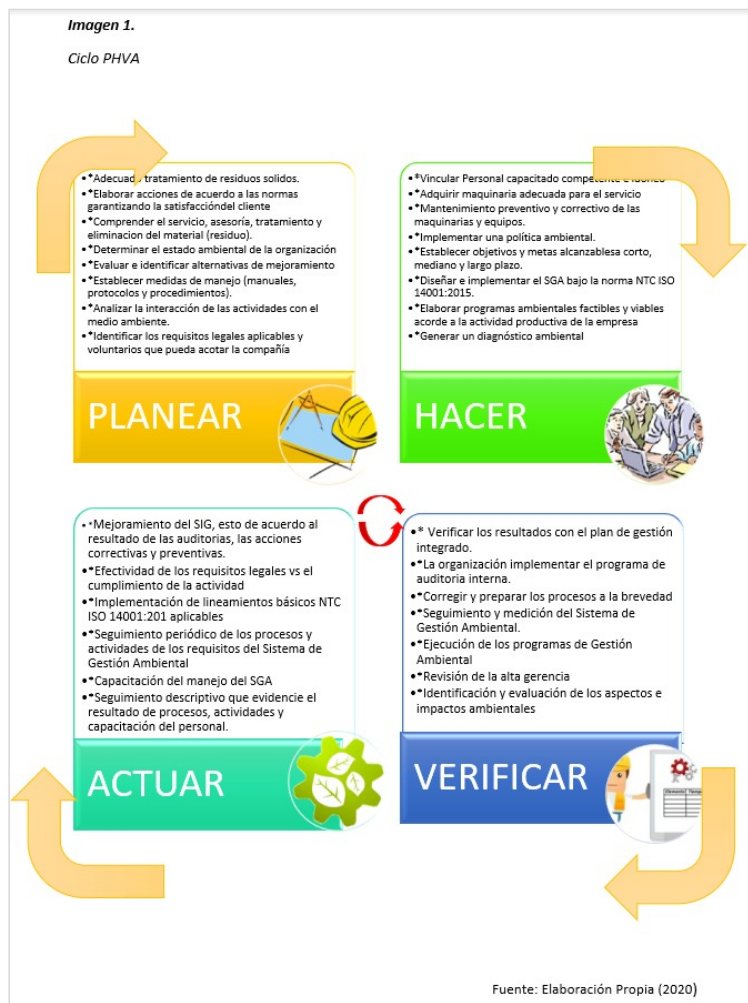 Imagen 1.
Ciclo PHVA
•*Adecuado tratamiento de residuos solidos.
•*Elaborar acciones de acuerdo a las normas
garantizando la satisfaccióndel cliente
•*Comprender el servicio, asesoría, tratamiento y
eliminacion del material (residuo).
•*Determinar el estado ambiental de la organización
•*Evaluar e identificar alternativas de mejoramiento
•*Establecer medidas de manejo (manuales,
protocolos y procedimientos).
•*Analizar la interacción de las actividades con el
medio ambiente.
•*Identificar los requisitos legales aplicables y
voluntarios que pueda acotar la compañía
PLANEAR
•*Vincular Personal capacitado competente e idóneo
•*Adquirir maquinaria adecuada para el servicio
•*Mantenimiento preventivo y correctivo de las
maquinarias y equipos.
•*Implementar una política ambiental.
•*Establecer objetivos y metas alcanzablesa corto,
mediano y largo plazo.
•*Diseñar e implementar el SGA bajo la norma NTC ISO
14001:2015.
•*Elaborar programas ambientales factibles y viables
acorde a la actividad productiva de la empresa
•*Generar un diagnóstico ambiental
HACER
•*Mejoramiento del SIG, esto de acuerdo al
resultado de las auditorias, las acciones
correctivas y preventivas.
•*Efectividad de los requisitos legales vs el
cumplimiento de la actividad
•*Implementación de lineamientos básicos NTC
ISO 14001:201 aplicables
•*Seguimiento periódico de los procesos y
actividades de los requisitos del Sistema de
Gestión Ambiental
•*Capacitación del manejo del SGA
•*Seguimiento descriptivo que evidencie el
resultado de procesos, actividades y
capacitación del personal.
ACTUAR
•* Verificar los resultados con el plan de gestión
integrado.
•*La organización implementar el programa de
auditoria interna.
•*Corregir y preparar los procesos a la brevedad
•*Seguimiento y medición del Sistema de
Gestión Ambiental.
•*Ejecución de los programas de Gestión
Ambiental
•*Revisión de la alta gerencia
•*Identificación y evaluación de los aspectos e
impactos ambientales
VERIFICAR
Fuente: Elaboración Propia (2020)